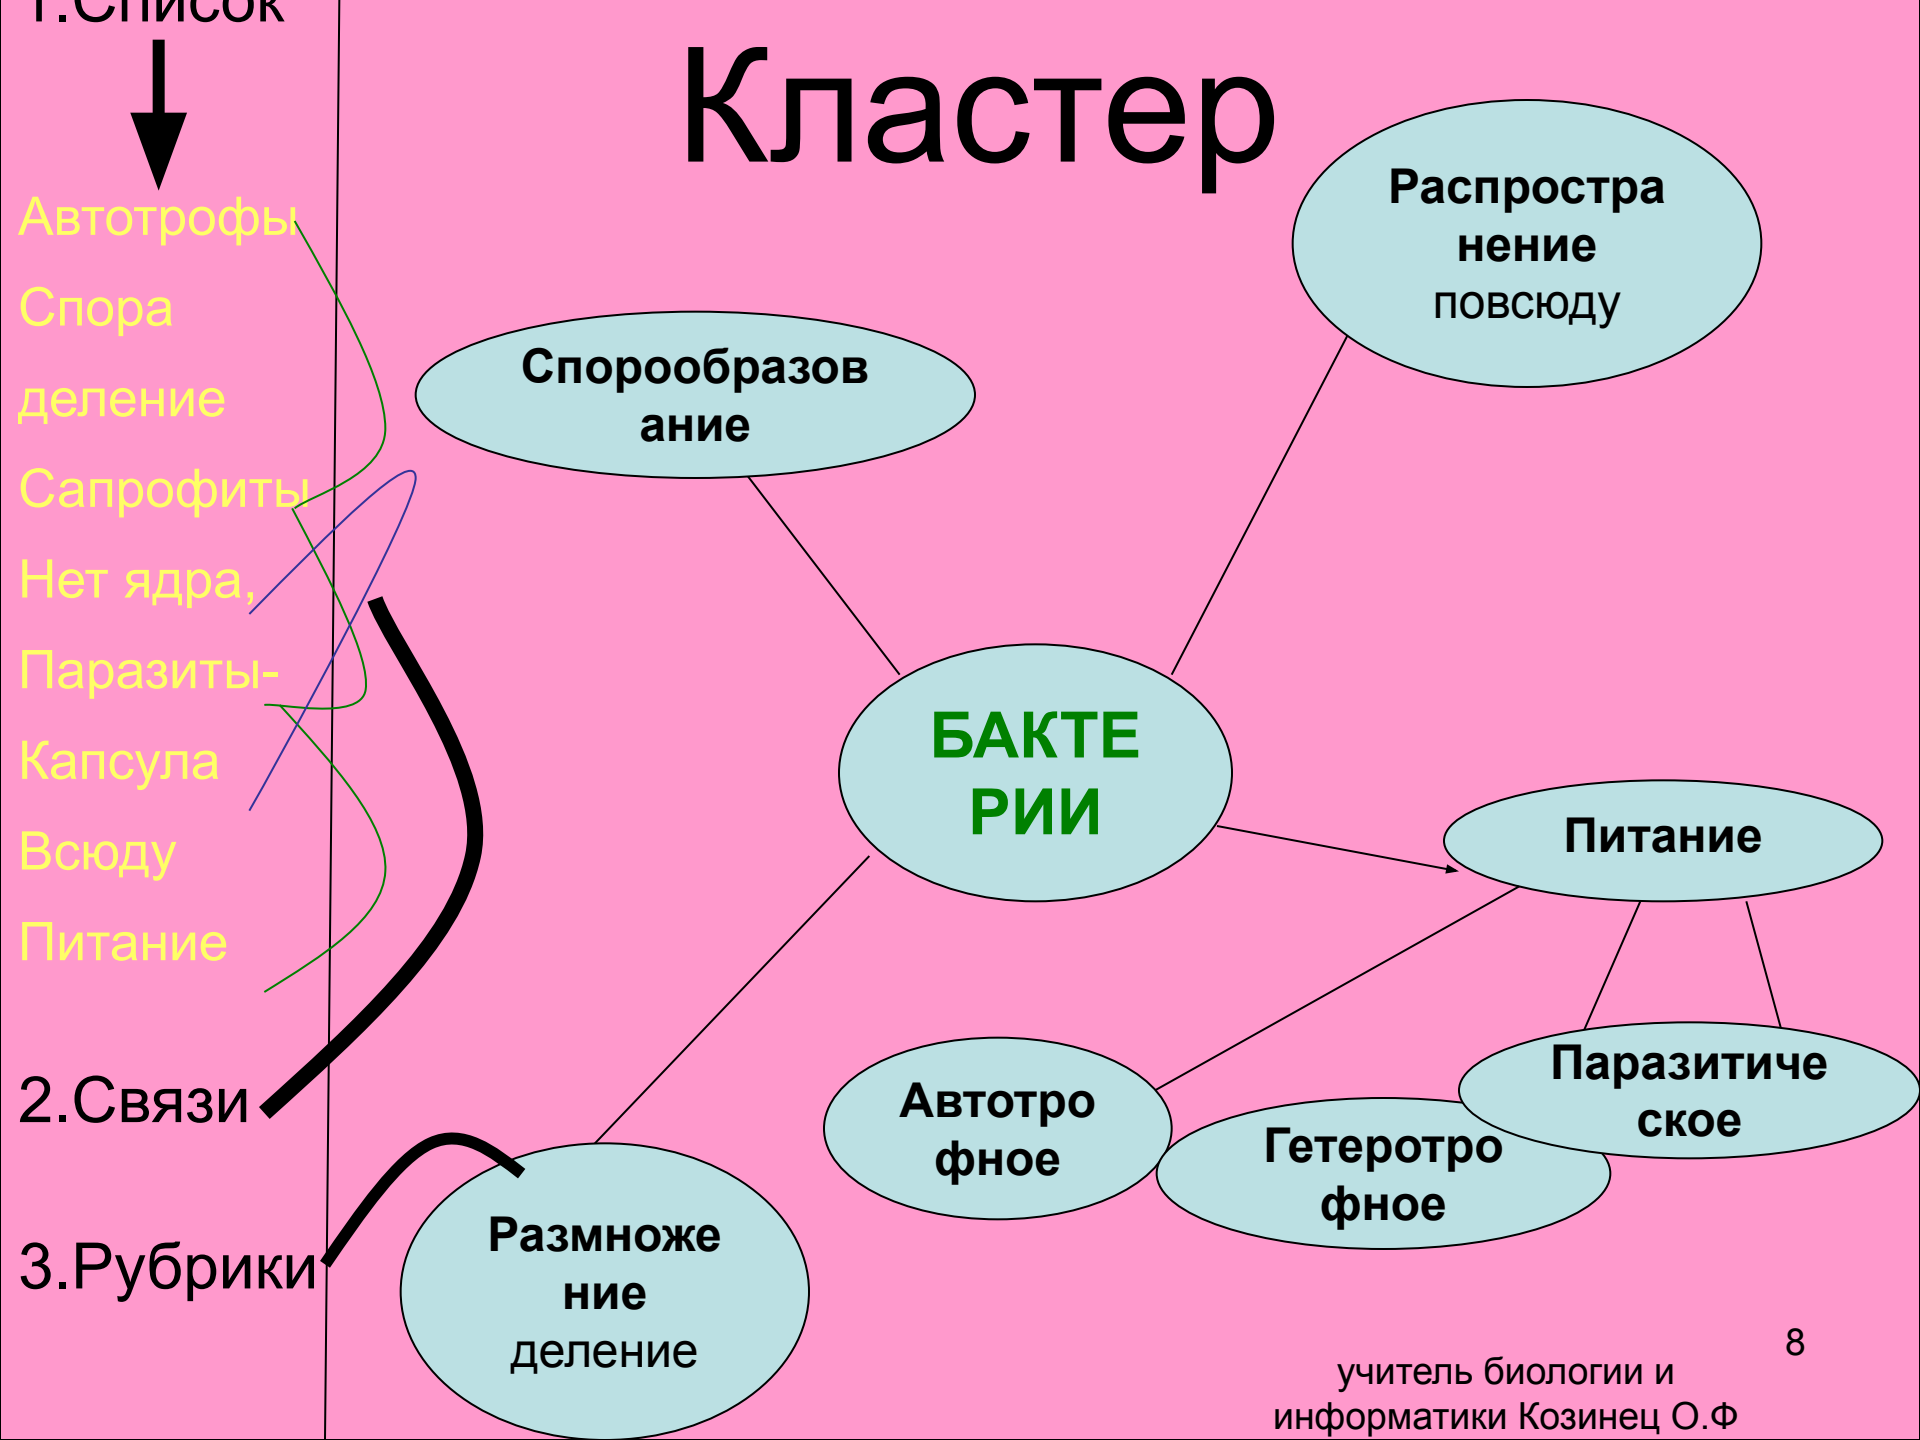 1.Список
Автотрофы
Спора
деление
Сапрофиты
Нет ядра,
Паразиты-
Капсула
Всюду
Питание
2.Связи
3.Рубрики
Кластер
Распростра
нение
повсюду
Спорообразов
ание
БАКТЕ
РИИ
Питание
Автотро
фное
Гетеротро
фное
Паразитиче
ское
Размноже
ние
деление
8
учитель биологии и
информатики Козинец О.Ф